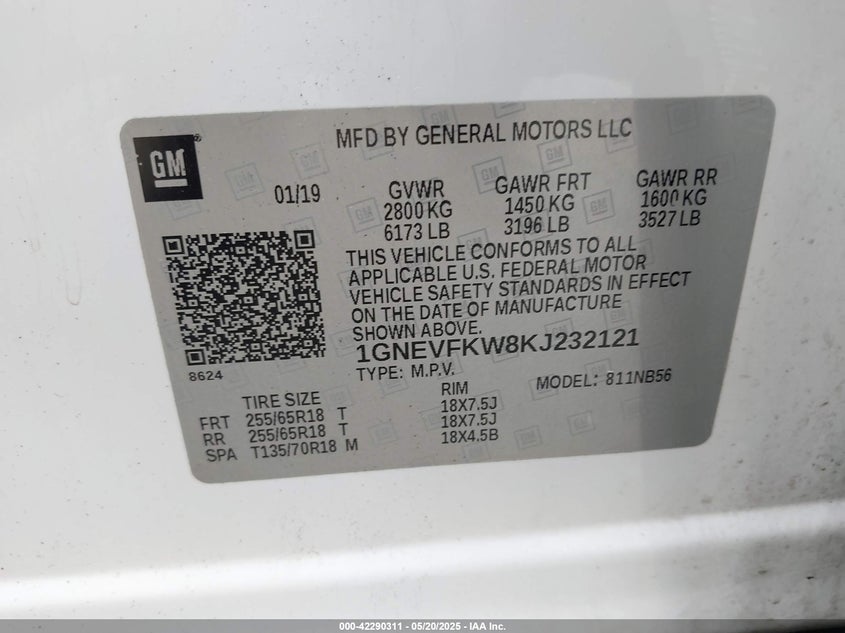 MFD BY GENERAL MOTORS LLC
GM
®
01/19
GVWR
2800 KG
6173 LB
GAWR FRT
1450 KG
3196 LB
GAWR RR
1600 KG
3527 LB
THIS VEHICLE CONFORMS TO ALL
APPLICABLE U.S. FEDERAL MOTOR
VEHICLE SAFETY STANDARDS IN EFFECT
ON THE DATE OF MANUFACTURE
SHOWN ABOVE.
1GNEVFKW8KJ232121
8624
TYPE: M.P.V.
MODEL: 811NB56
TIRE SIZE RIM
FRT 255/65R18 T 18X7.5J
RR 255/65R18 T 18X7.5J
SPA T135/70R18 M 18X4.5B
000-42290311 - 05/20/2025 - IAA Inc.